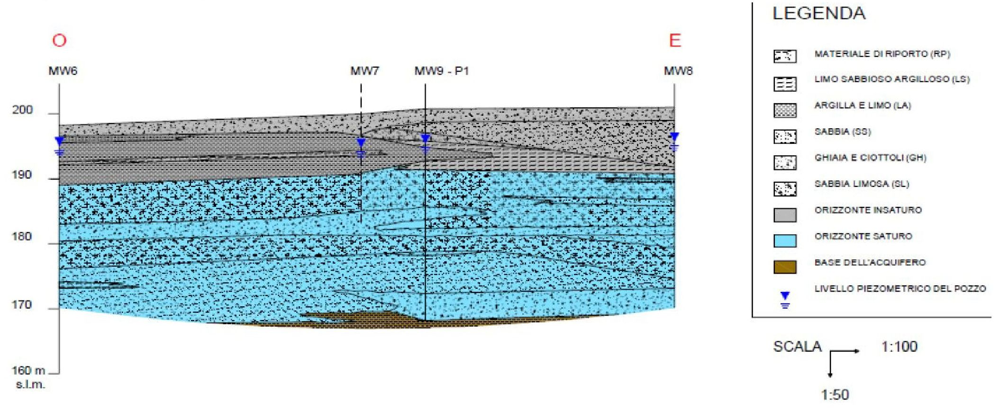 O
E
MW6
MW7
MW9 - P1
MW8
200
190
180
170
160 m
s.l.m.
LEGENDA
MATERIALE DI RIPORTO (RP)
LIMO SABBIOSO ARGILLOSO (LS)
ARGILLA E LIMO (LA)
SABBIA (SS)
GHIAIA E CIOTTOLI (GH)
SABBIA LIMOSA (SL)
ORIZZONTE INSATURO
ORIZZONTE SATURO
BASE DELL'ACQUIFERO
LIVELLO PIEZOMETRICO DEL POZZO
SCALA
1:100
1:50